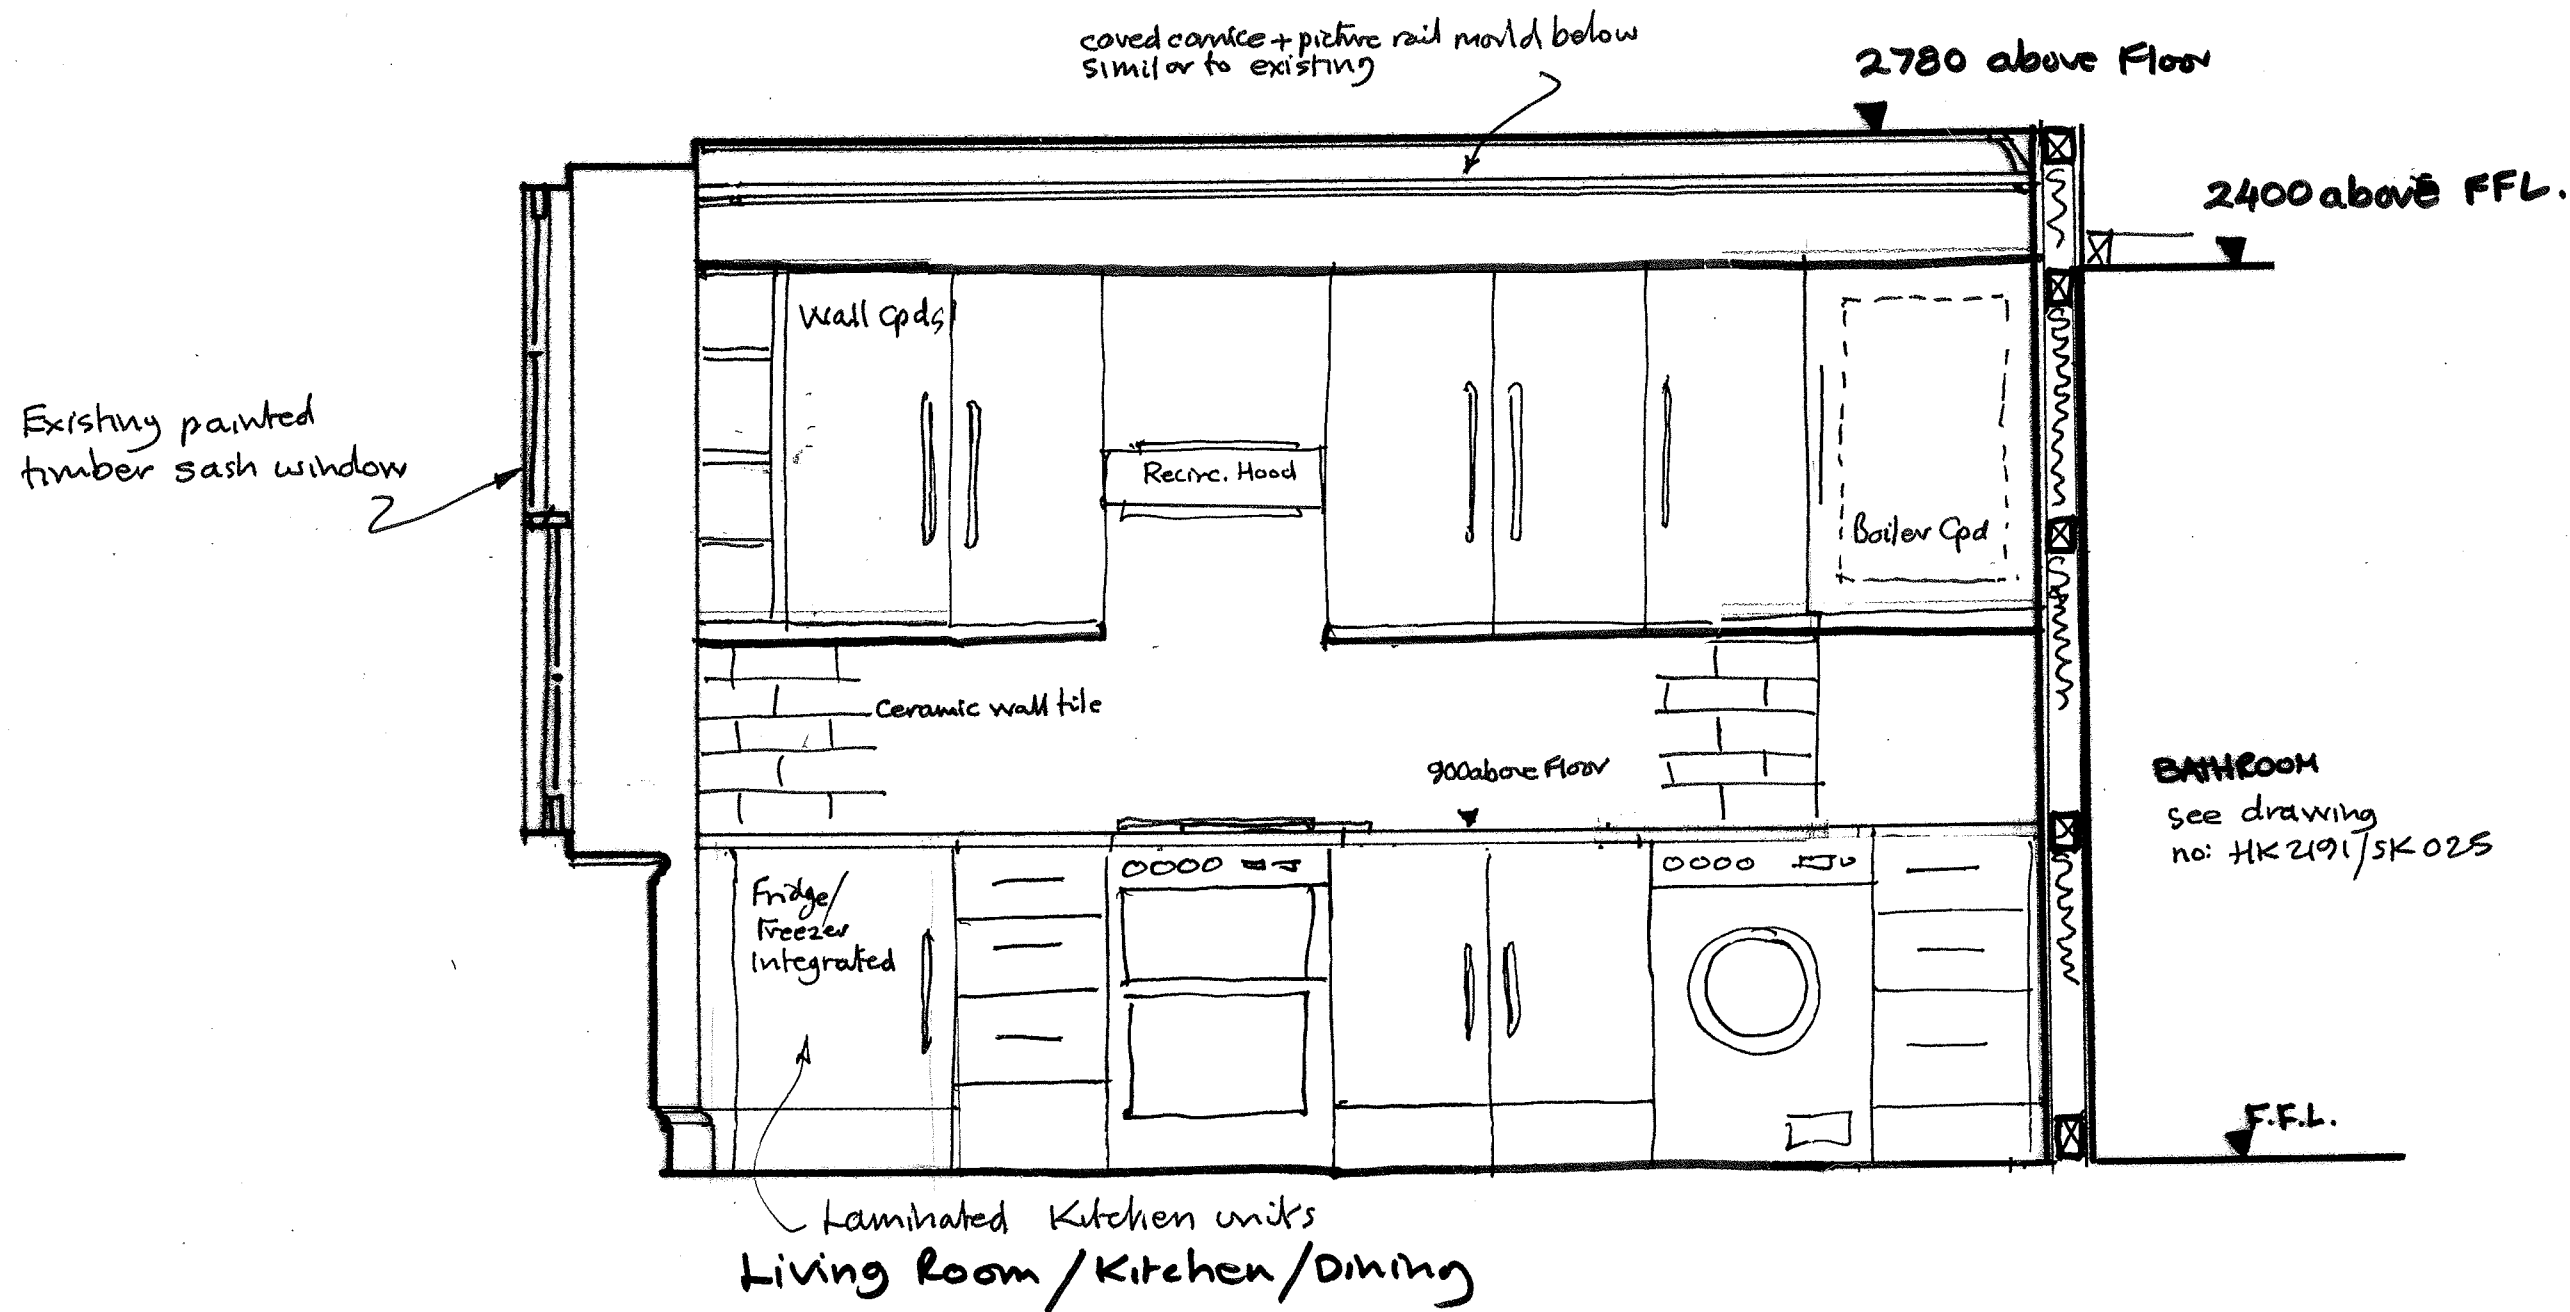 coved cornice + picture rail mould below
similar to existing
2780 above Floor
2400 above FFL.
Wall Cpds
Existing painted
timber sash window
Recirc. Hood
Boiler Cpd
Ceramic wall tile
900 above Floor
BATHROOM
see drawing
no: HK2191/SK025
Fridge/
Freezer
Integrated
F.F.L.
Laminated Kitchen units
Living Room/Kitchen/Dining